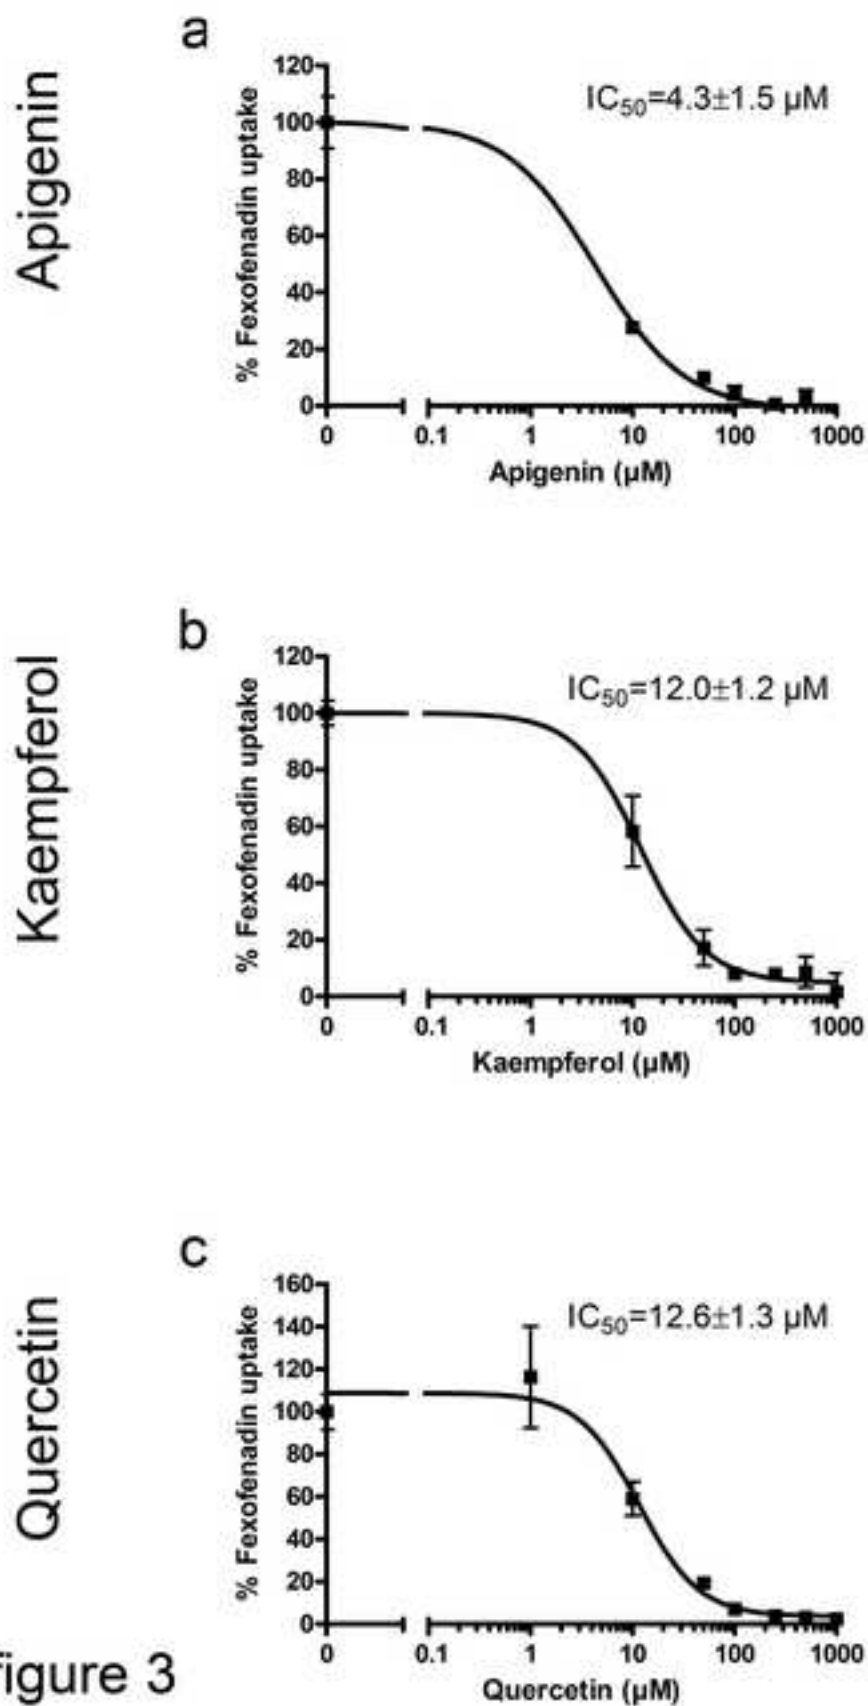 Apigenin
a
IC50=4.3±1.5 µM
% Fexofenadin uptake
120
100
80
60
40
20
0
0 0.1 1 10 100 1000
Apigenin (µM)
Kaempferol
b
IC50=12.0±1.2 µM
% Fexofenadin uptake
120
100
80
60
40
20
0
0 0.1 1 10 100 1000
Kaempferol (µM)
Quercetin
c
IC50=12.6±1.3 µM
% Fexofenadin uptake
160
140
120
100
80
60
40
20
0
0 0.1 1 10 100 1000
Quercetin (µM)
igure 3